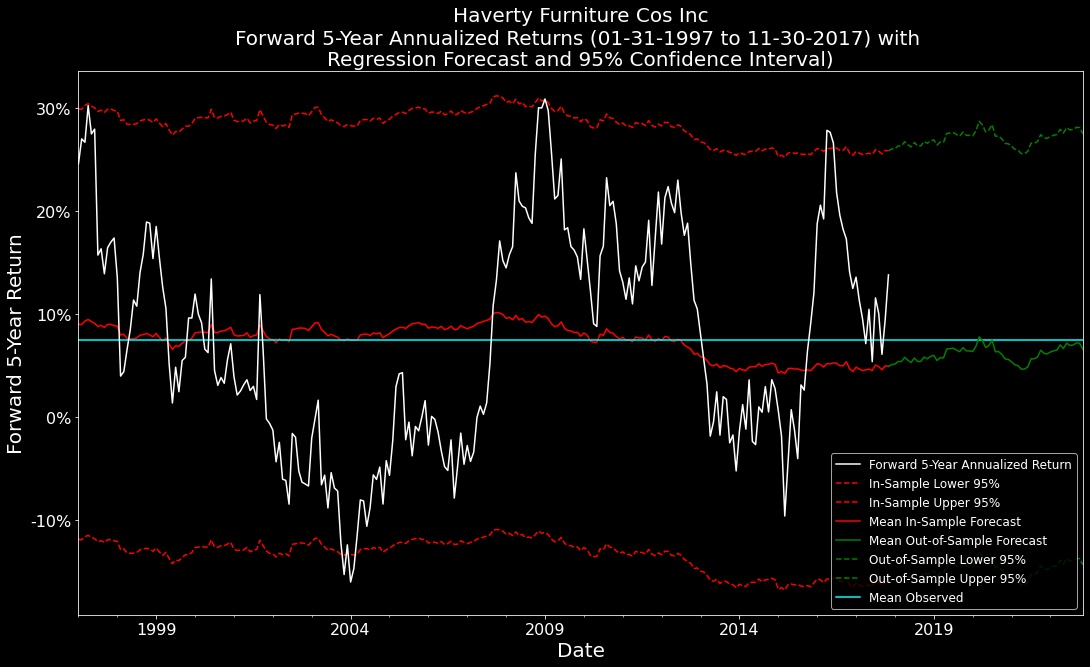 Haverty Furniture Cos Inc
Forward 5-Year Annualized Returns (01-31-1997 to 11-30-2017) with
Regression Forecast and 95% Confidence Interval)
Forward 5-Year Return
30%
20%
10%
0%
-10%
1999
2004
2009
2014
2019
Date
Forward 5-Year Annualized Return
In-Sample Lower 95%
In-Sample Upper 95%
Mean In-Sample Forecast
Mean Out-of-Sample Forecast
Out-of-Sample Lower 95%
Out-of-Sample Upper 95%
Mean Observed